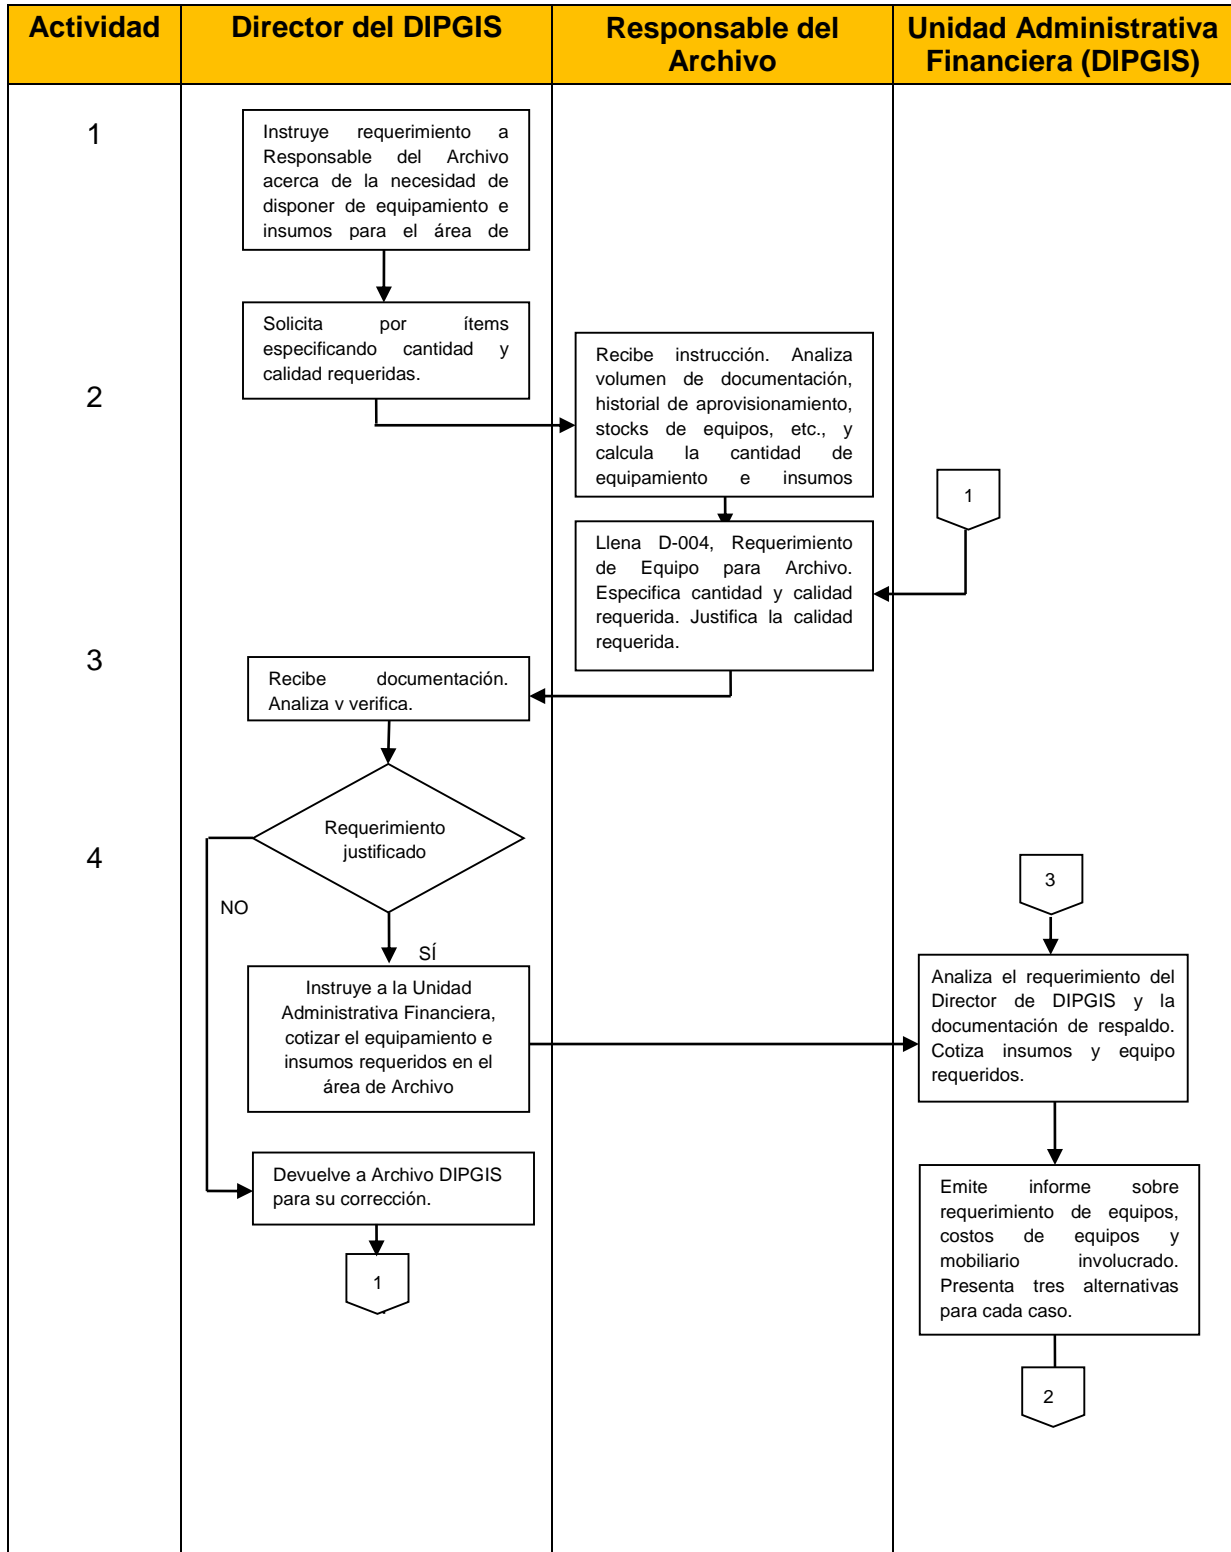 Actividad
Director del DIPGIS
Responsable del
Archivo
Unidad Administrativa
Financiera (DIPGIS)
1
Instruye requerimiento a
Responsable del Archivo
acerca de la necesidad de
disponer de equipamiento e
insumos para el área de
Solicita por ítems
especificando cantidad y
calidad requeridas.
2
Recibe instrucción. Analiza
volumen de documentación,
historial de aprovisionamiento,
stocks de equipos, etc., y
calcula la cantidad de
equipamiento e insumos
1
Llena D-004, Requerimiento
de Equipo para Archivo.
Especifica cantidad y calidad
requerida. Justifica la calidad
requerida.
3
Recibe documentación.
Analiza y verifica.
Requerimiento
justificado
4
NO
SÍ
3
Instruye a la Unidad
Administrativa Financiera,
cotizar el equipamiento e
insumos requeridos en el
área de Archivo
Analiza el requerimiento del
Director de DIPGIS y la
documentación de respaldo.
Cotiza insumos y equipo
requeridos.
Devuelve a Archivo DIPGIS
para su corrección.
1
Emite informe sobre
requerimiento de equipos,
costos de equipos y
mobiliario involucrado.
Presenta tres alternativas
para cada caso.
2